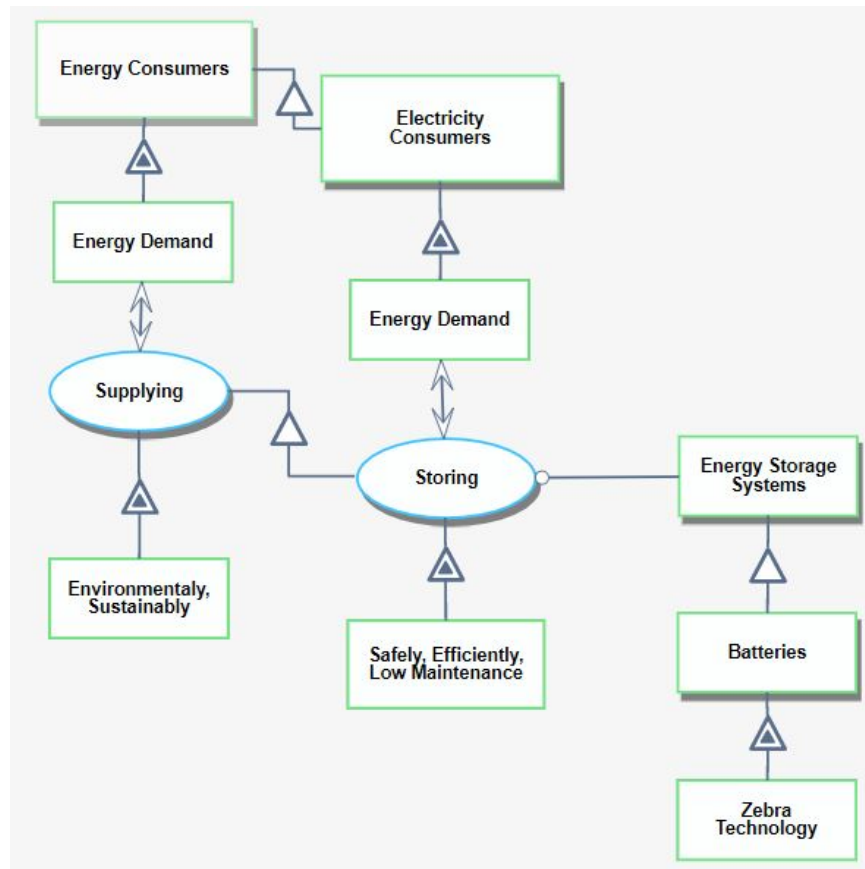 Energy Consumers
Electricity
Consumers
Energy Demand
Energy Demand
Supplying
Storing
Energy Storage
Systems
Environmentaly,
Sustainably
Safely, Efficiently,
Low Maintenance
Batteries
Zebra
Technology